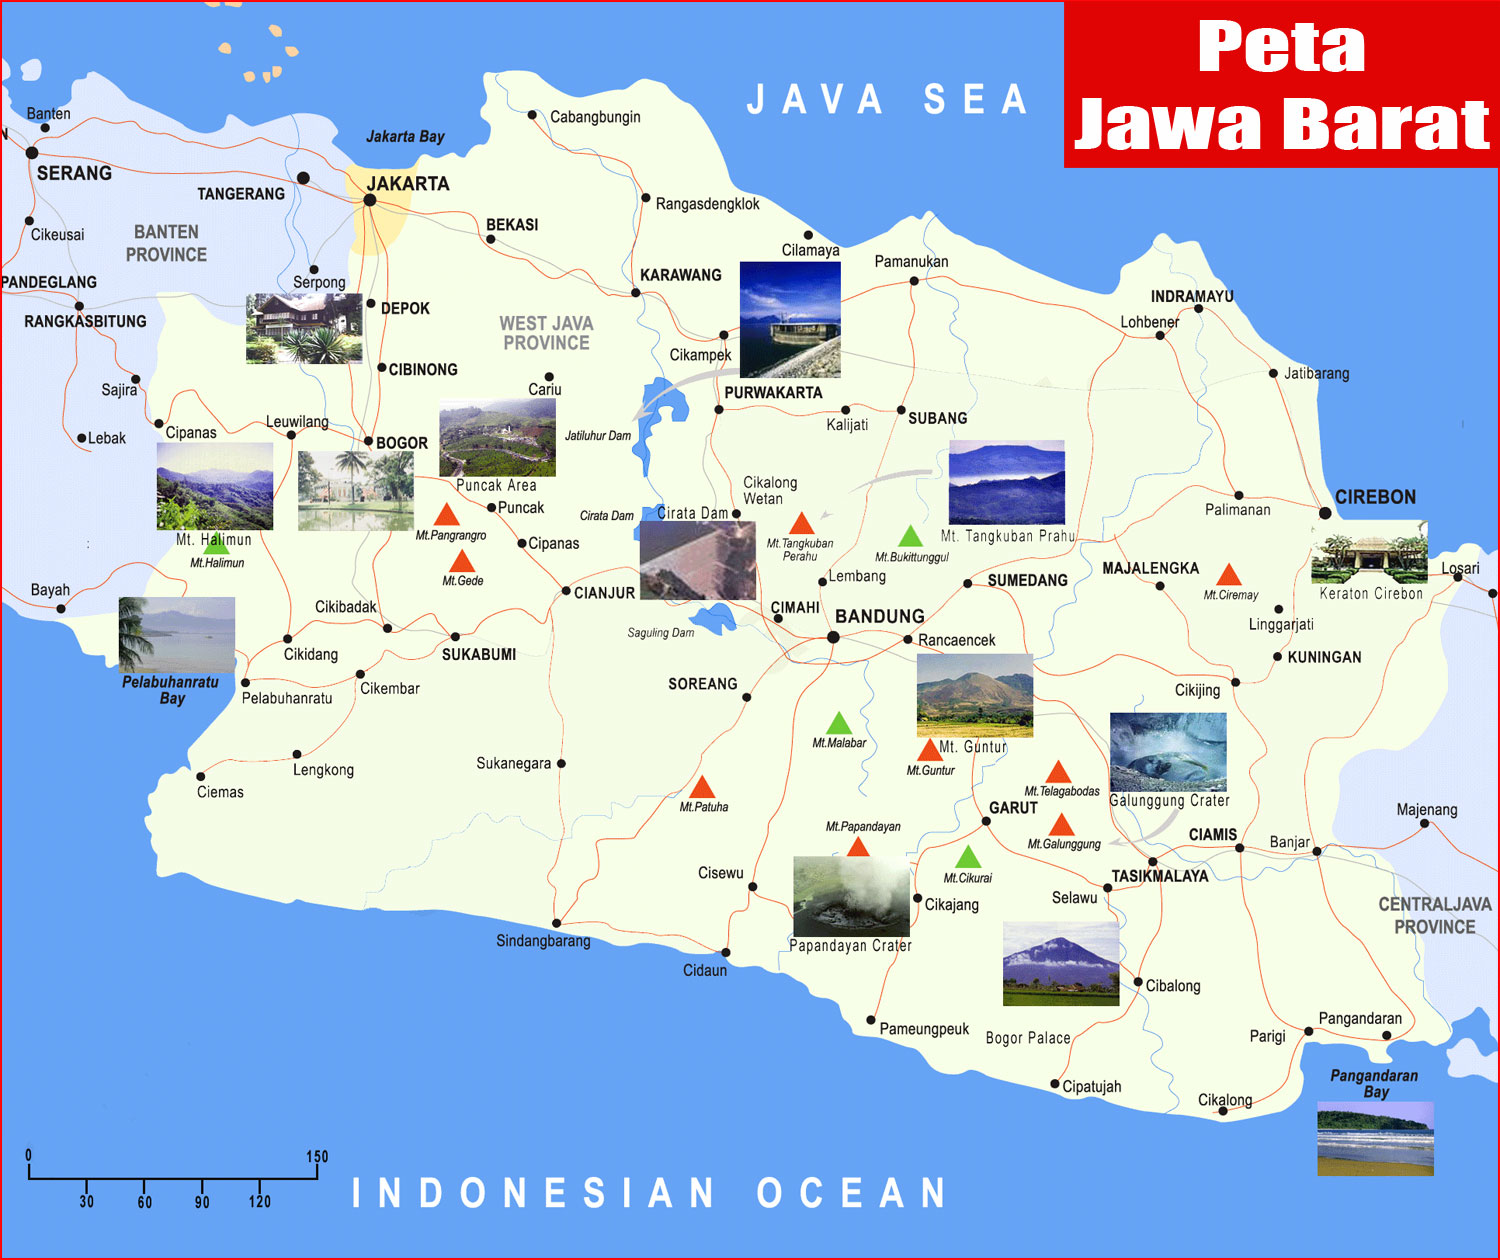 Peta
Jawa Barat
JAVA SEA
Jakarta Bay
Banten
N
SERANG
TANGERANG
JAKARTA
Cabangbungin
Cikeusai
BANTEN
PROVINCE
BEKASI
Rangasdengklok
Cilamaya
Pamanukan
PANDEGLANG
Serpong
KARAWANG
INDRAMAYU
RANGKASBITUNG
DEPOK
WEST JAVA
PROVINCE
Lohbener
Cikampek
CIBINONG
Jatibarang
Sajira
Cariu
PURWAKARTA
Lebak
Cipanas
Leuwilang
BOGOR
Jatiluhur Dam
Kalijati
SUBANG
Puncak Area
Cikalong
Wetan
CIREBON
Puncak
Cirata Dam
Cirata Dam
Palimanan
Mt.Pangrangro
Mt. Halimun
Mt.Halimun
Cipanas
Mt.Tangkuban
Perahu
Mt.Bukittunggul
Mt. Tangkuban Prahu
Mt.Gede
Lembang
SUMEDANG
MAJALENGKA
Mt.Ciremay
Keraton Cirebon
Losari
Bayah
CIANJUR
Cikibadak
CIMAHI
BANDUNG
Linggarjati
Saguling Dam
Rancaencek
Cikidang
SUKABUMI
KUNINGAN
Pelabuhanratu
Bay
Pelabuhanratu
Cikembar
SOREANG
Cikijing
Mt.Malabar
Mt. Guntur
Mt.Guntur
Lengkong
Sukanegara
Ciemas
Mt.Patuha
Mt.Telagabodas
Galunggung Crater
GARUT
Majenang
Mt.Papandayan
Mt.Galunggung
CIAMIS
Banjar
Cisewu
Mt.Cikurai
TASIKMALAYA
Selawu
Cikajang
CENTRALJAVA
PROVINCE
Sindangbarang
Papandayan Crater
Cidaun
Cibalong
Pameungpeuk
Bogor Palace
Parigi
Pangandaran
Cipatujah
Cikalong
Pangandaran
Bay
0
150
30
60
90
120
INDONESIAN OCEAN